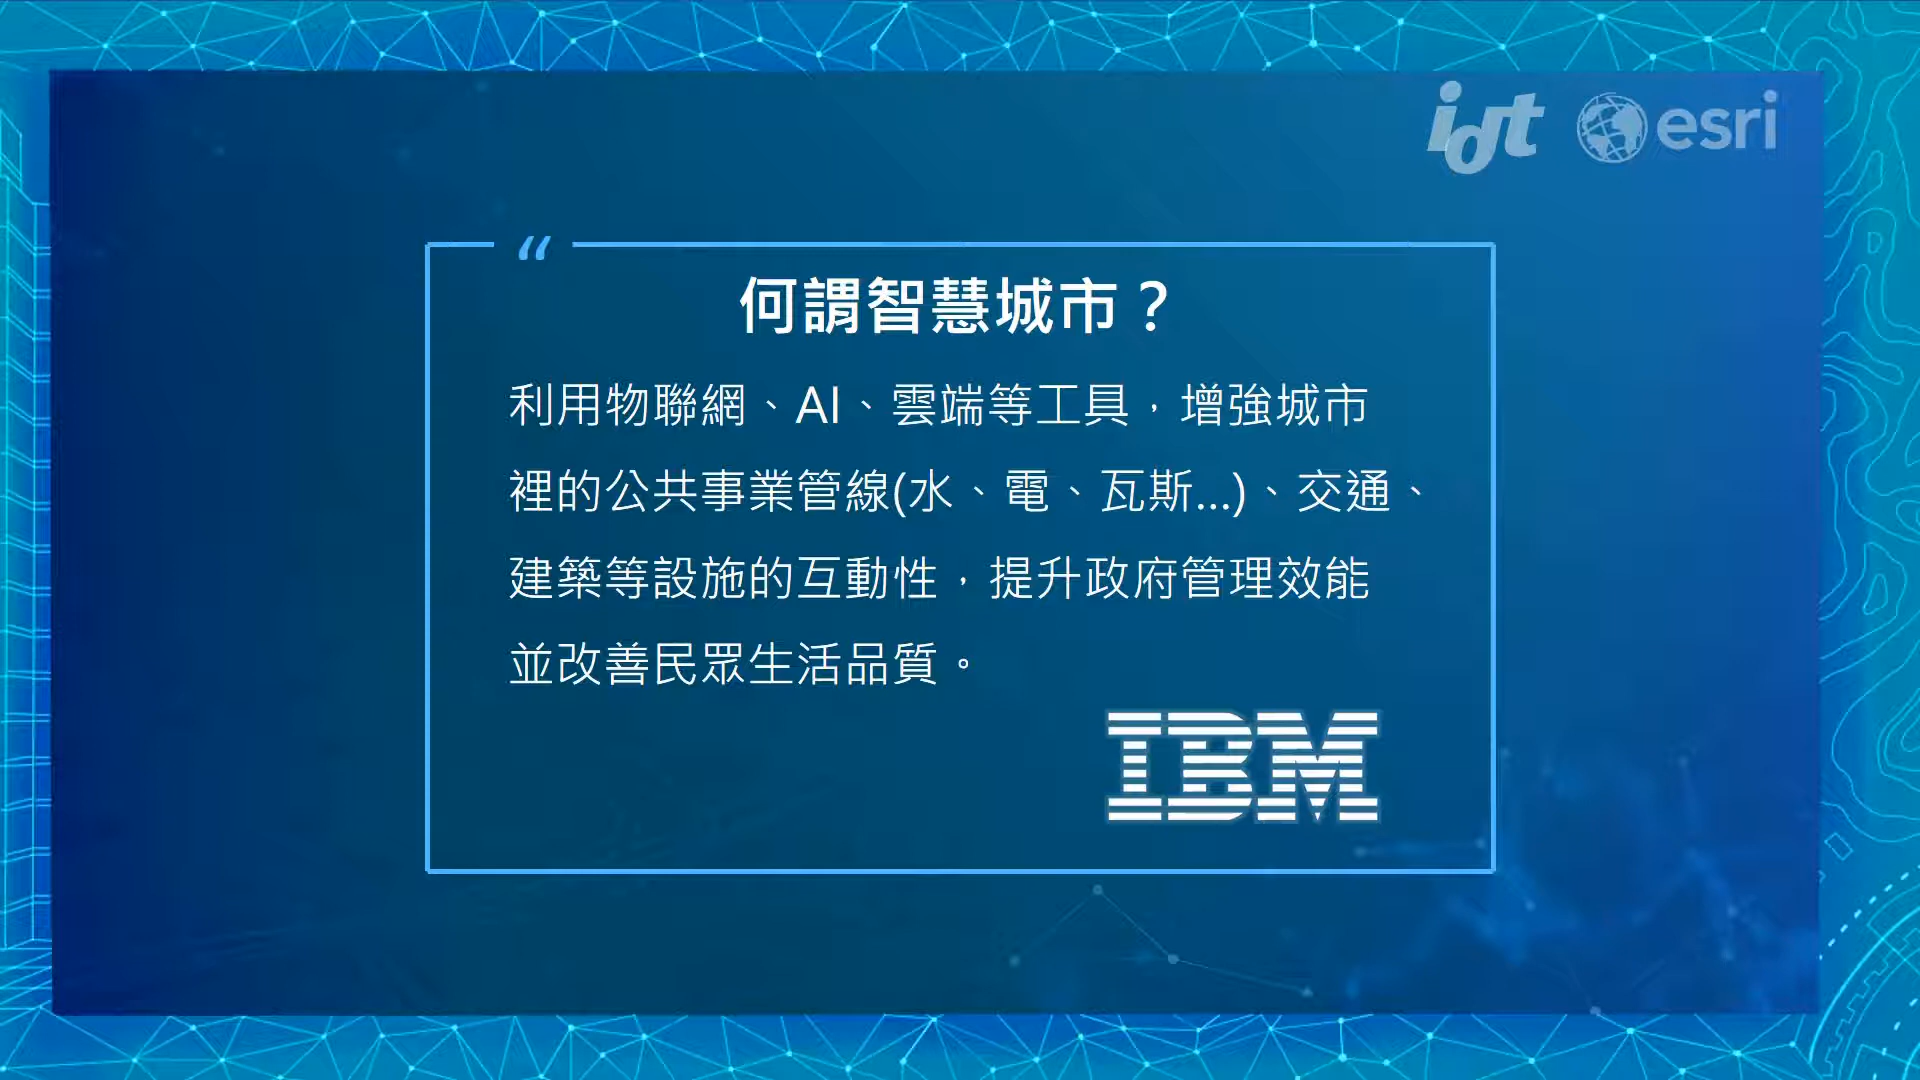 idt esri
“
何謂智慧城市？
利用物聯網、AI、雲端等工具，增強城市
裡的公共事業管線(水、電、瓦斯...)、交通、
建築等設施的互動性，提升政府管理效能
並改善民眾生活品質。
IBM